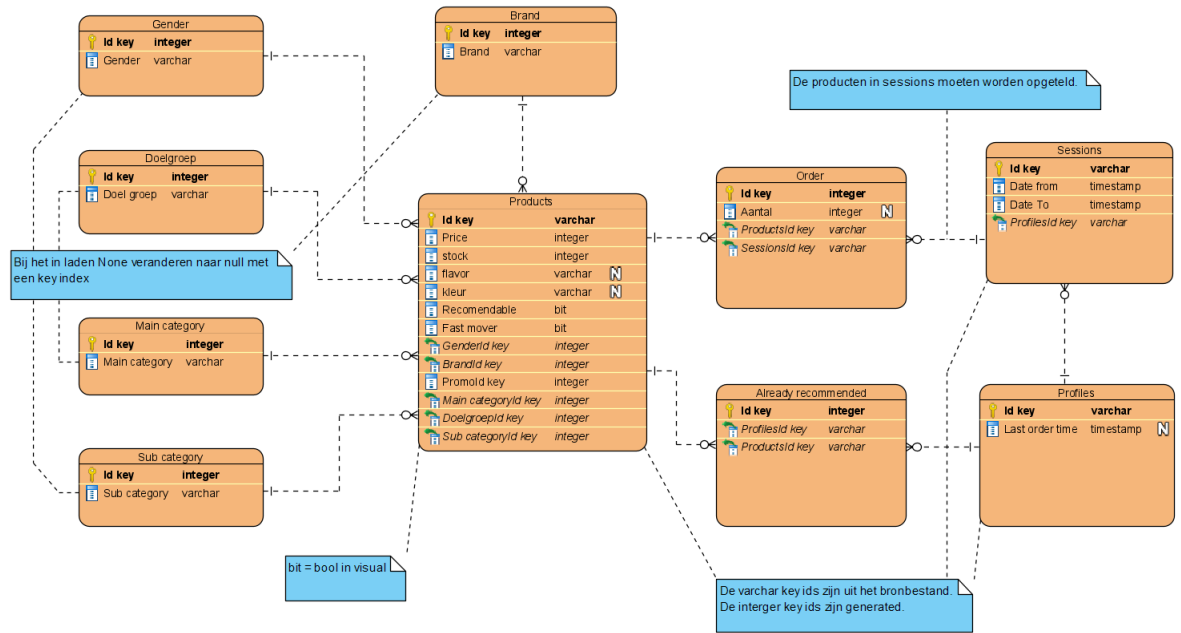 Gender
Id key integer
Gender varchar
Brand
Id key integer
Brand varchar
De producten in sessions moeten worden opgeteld.
Doelgroep
Id key integer
Doel groep varchar
Products
Id key varchar
Price integer
stock integer
flavor varchar N
kleur varchar N
Recomendable bit
Fast mover bit
GenderId key integer
BrandId key integer
PromoId key integer
Main categoryId key integer
DoelgroepId key integer
Sub categoryId key integer
Order
Id key integer
Aantal integer N
ProductsId key varchar
SessionsId key varchar
Sessions
Id key varchar
Date from timestamp
Date To timestamp
ProfilesId key varchar
Bij het in laden None veranderen naar null met
een key index
Main category
Id key integer
Main category varchar
Already recommended
Id key integer
ProfilesId key varchar
ProductsId key varchar
Profiles
Id key varchar
Last order time timestamp N
Sub category
Id key integer
Sub category varchar
bit = bool in visual
De varchar key ids zijn uit het bronbestand.
De interger key ids zijn generated.